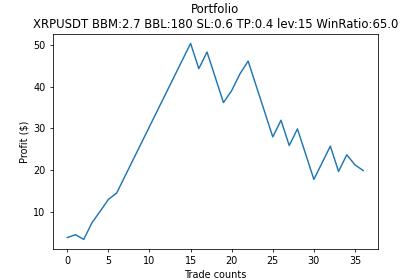 Portfolio
XRPUSDT BBM:2.7 BBL:180 SL:0.6 TP:0.4 lev:15 WinRatio:65.0
Profit ($)
50
40
30
20
10
0 5 10 15 20 25 30 35
Trade counts